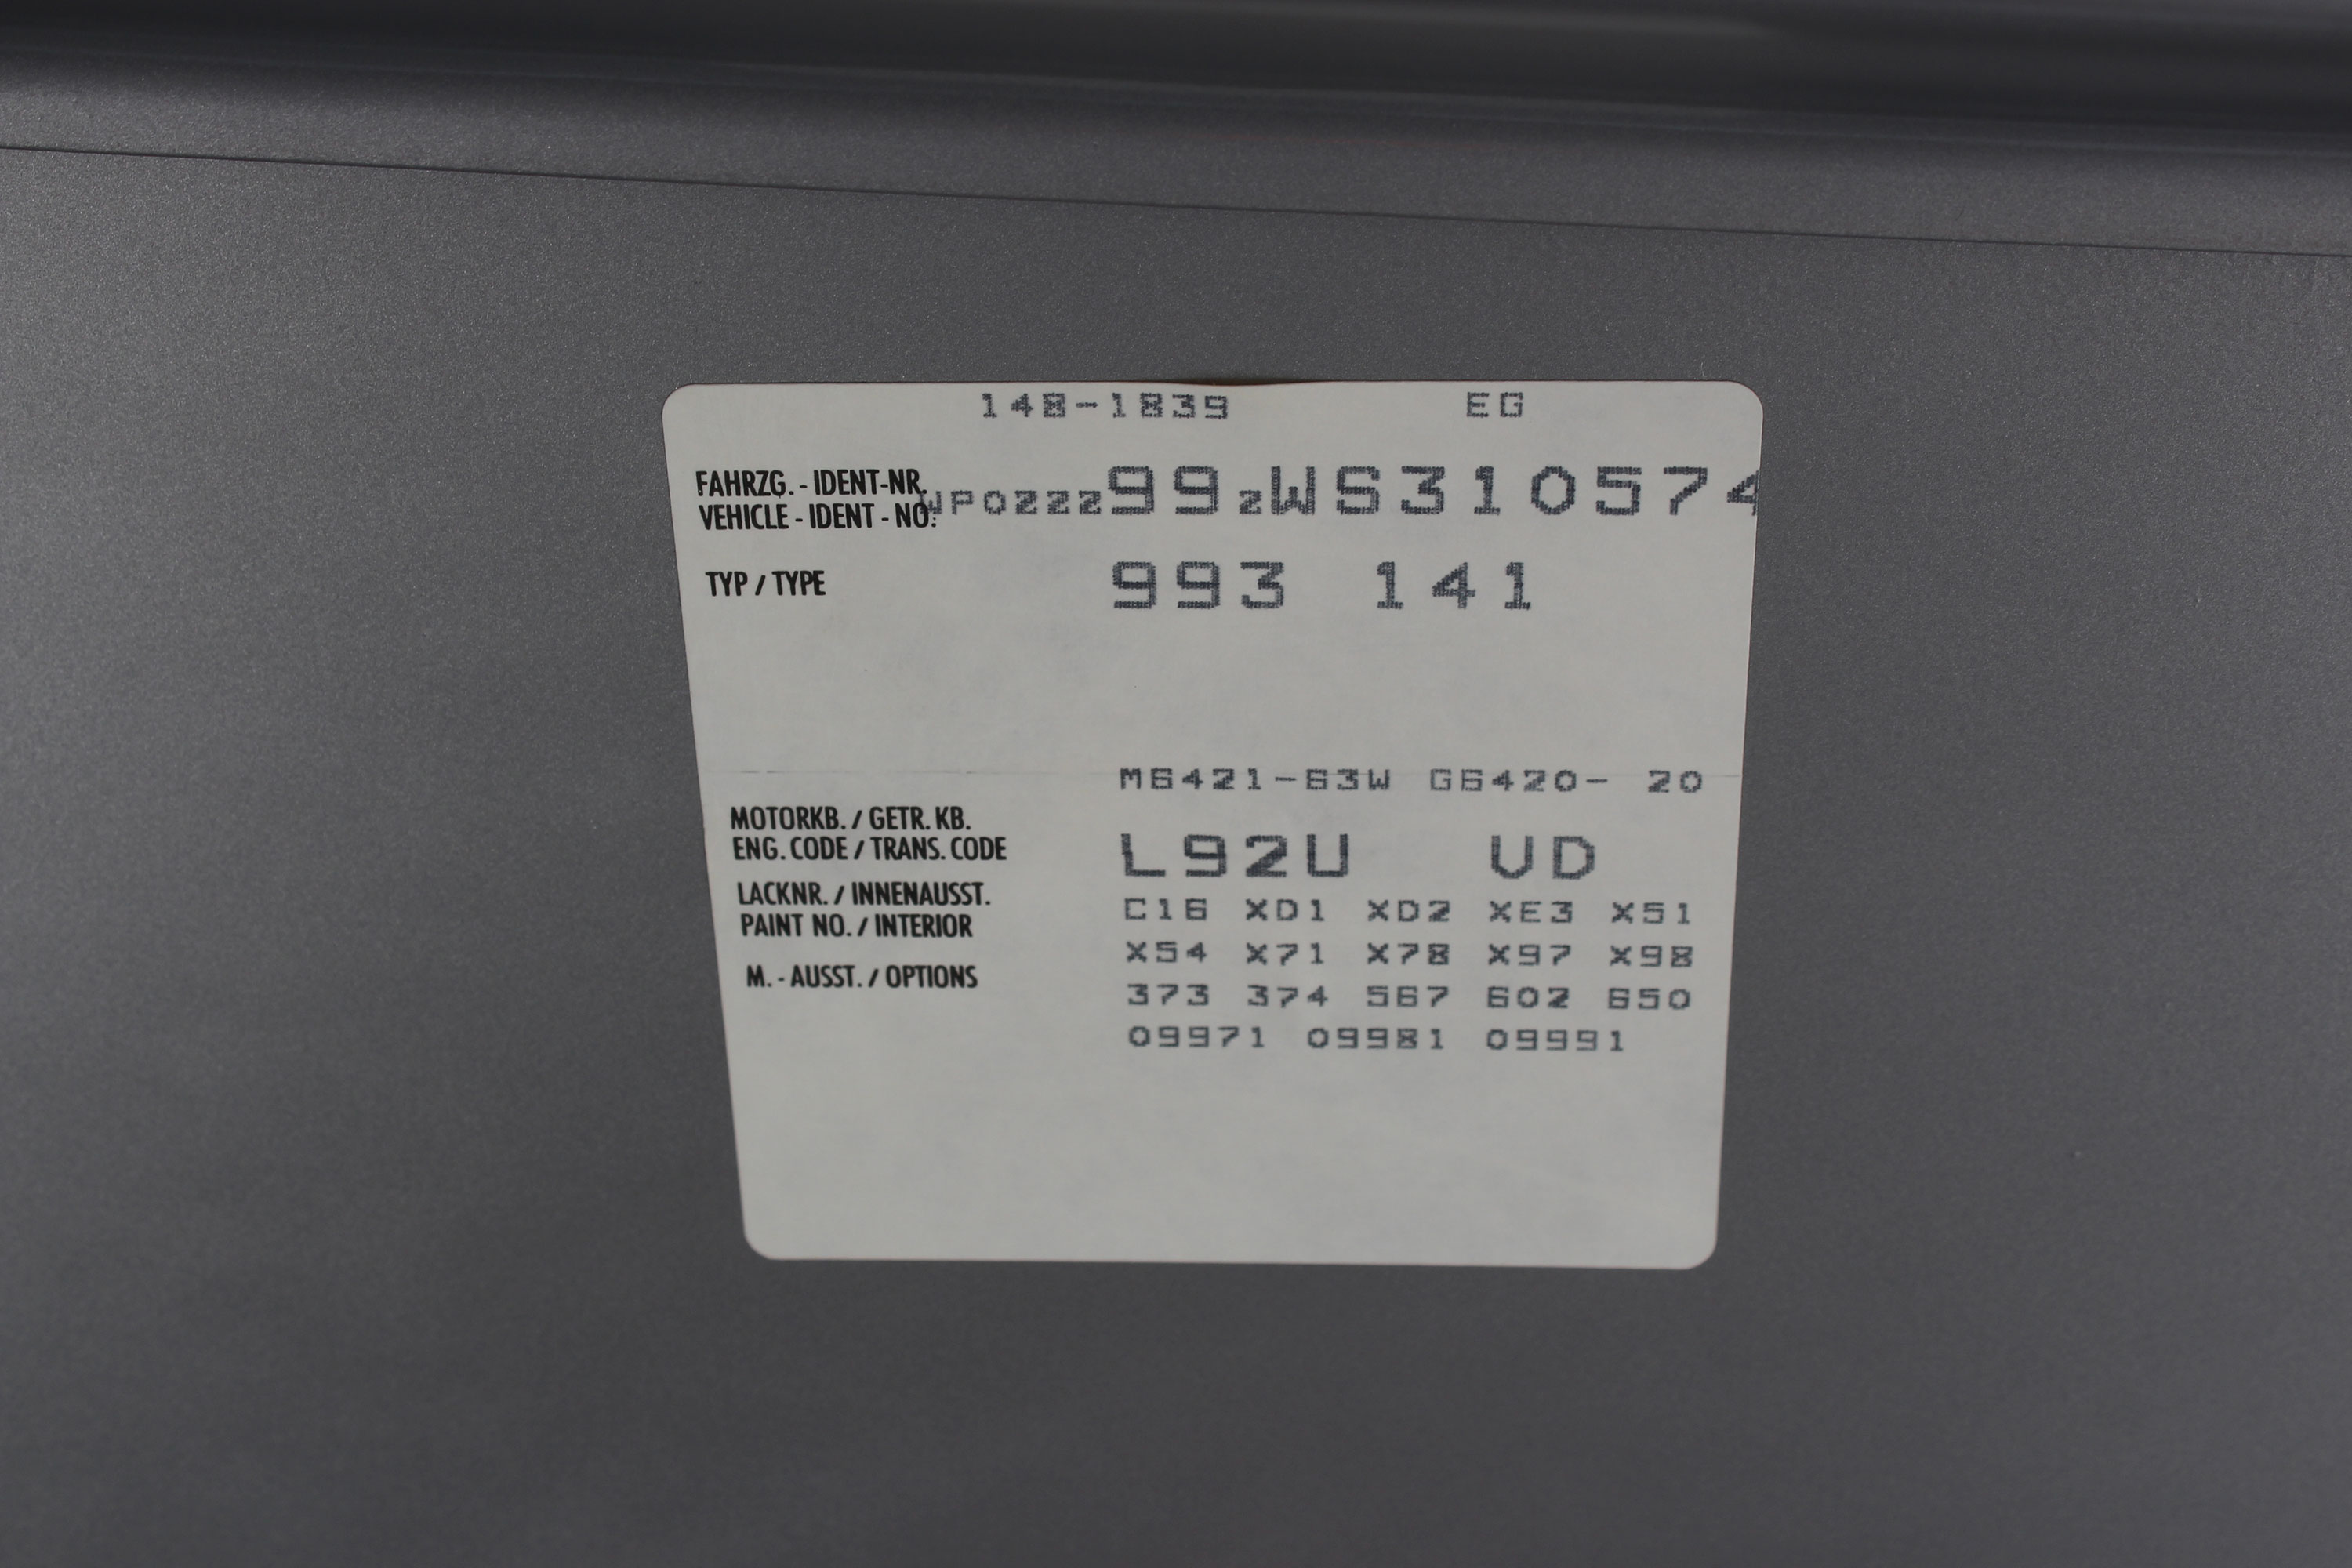 148-1839 EG
FAHRZG. - IDENT-NR.
VEHICLE - IDENT - NO.: WP0ZZZ99ZWS310574
TYP / TYPE 993 141
M6421-63W G6420- 20
MOTORKB. / GETR. KB.
ENG. CODE / TRANS. CODE L92U VD
LACKNR. / INNENAUSST. C16 XD1 XD2 XE3 X51
PAINT NO. / INTERIOR X54 X71 X78 X97 X98
M. - AUSST. / OPTIONS 373 374 567 602 650
09971 09981 09991